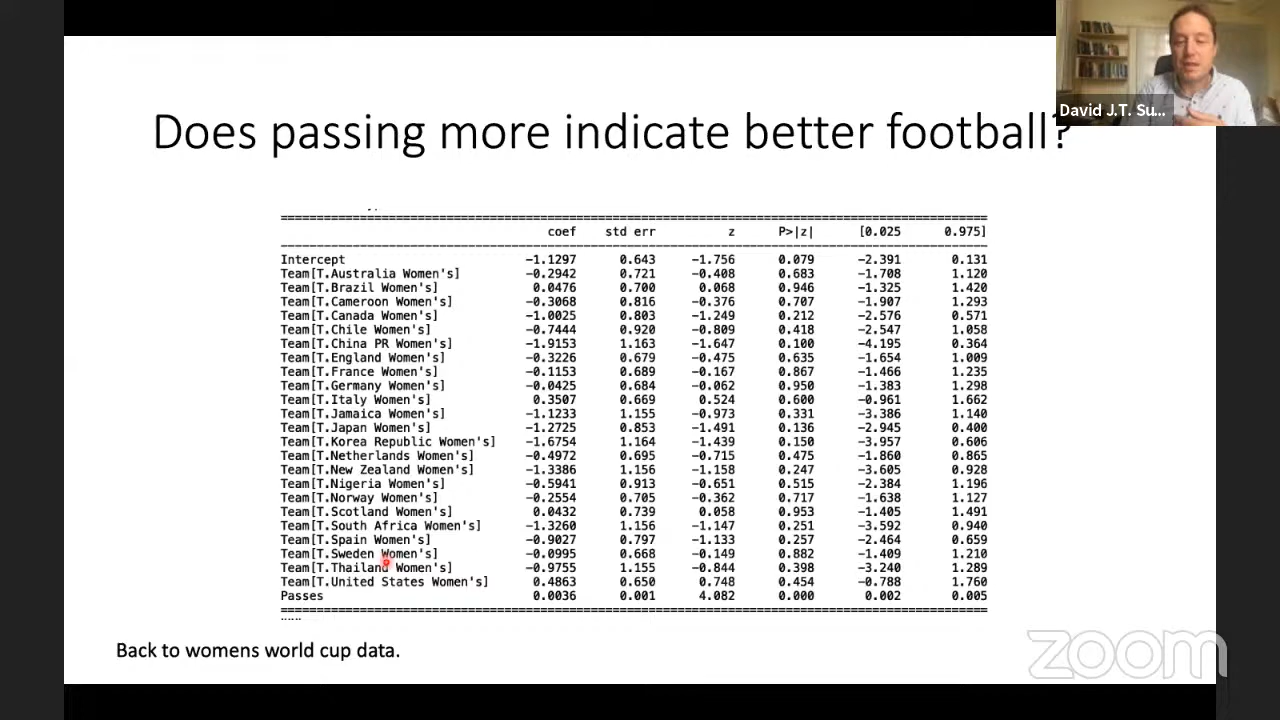 David J.T. Su...
Does passing more indicate better football?
coef std err z P>|z| [0.025 0.975]
Intercept -1.1297 0.643 -1.756 0.079 -2.391 0.131
Team[T.Australia Women's] -0.2942 0.721 -0.408 0.683 -1.708 1.120
Team[T.Brazil Women's] 0.0476 0.700 0.068 0.946 -1.325 1.420
Team[T.Cameroon Women's] -0.3068 0.816 -0.376 0.707 -1.907 1.293
Team[T.Canada Women's] -1.0025 0.803 -1.249 0.212 -2.576 0.571
Team[T.Chile Women's] -0.7444 0.920 -0.809 0.418 -2.547 1.058
Team[T.China PR Women's] -1.9153 1.163 -1.647 0.100 -4.195 0.364
Team[T.England Women's] -0.3226 0.679 -0.475 0.635 -1.654 1.009
Team[T.France Women's] -0.1153 0.689 -0.167 0.867 -1.466 1.235
Team[T.Germany Women's] -0.0425 0.684 -0.062 0.950 -1.383 1.298
Team[T.Italy Women's] 0.3507 0.669 0.524 0.600 -0.961 1.662
Team[T.Jamaica Women's] -1.1233 1.155 -0.973 0.331 -3.386 1.140
Team[T.Japan Women's] -1.2725 0.853 -1.491 0.136 -2.945 0.400
Team[T.Korea Republic Women's] -1.6754 1.164 -1.439 0.150 -3.957 0.606
Team[T.Netherlands Women's] -0.4972 0.695 -0.715 0.475 -1.860 0.865
Team[T.New Zealand Women's] -1.3386 1.156 -1.158 0.247 -3.605 0.928
Team[T.Nigeria Women's] -0.5941 0.913 -0.651 0.515 -2.384 1.196
Team[T.Norway Women's] -0.2554 0.705 -0.362 0.717 -1.638 1.127
Team[T.Scotland Women's] 0.0432 0.739 0.058 0.953 -1.405 1.491
Team[T.South Africa Women's] -1.3260 1.156 -1.147 0.251 -3.592 0.940
Team[T.Spain Women's] -0.9027 0.797 -1.133 0.257 -2.464 0.659
Team[T.Sweden Women's] -0.0995 0.668 -0.149 0.882 -1.409 1.210
Team[T.Thailand Women's] -0.9755 1.155 -0.844 0.398 -3.240 1.289
Team[T.United States Women's] 0.4863 0.650 0.748 0.454 -0.788 1.760
Passes 0.0036 0.001 4.082 0.000 0.002 0.005
Back to womens world cup data.
zoom